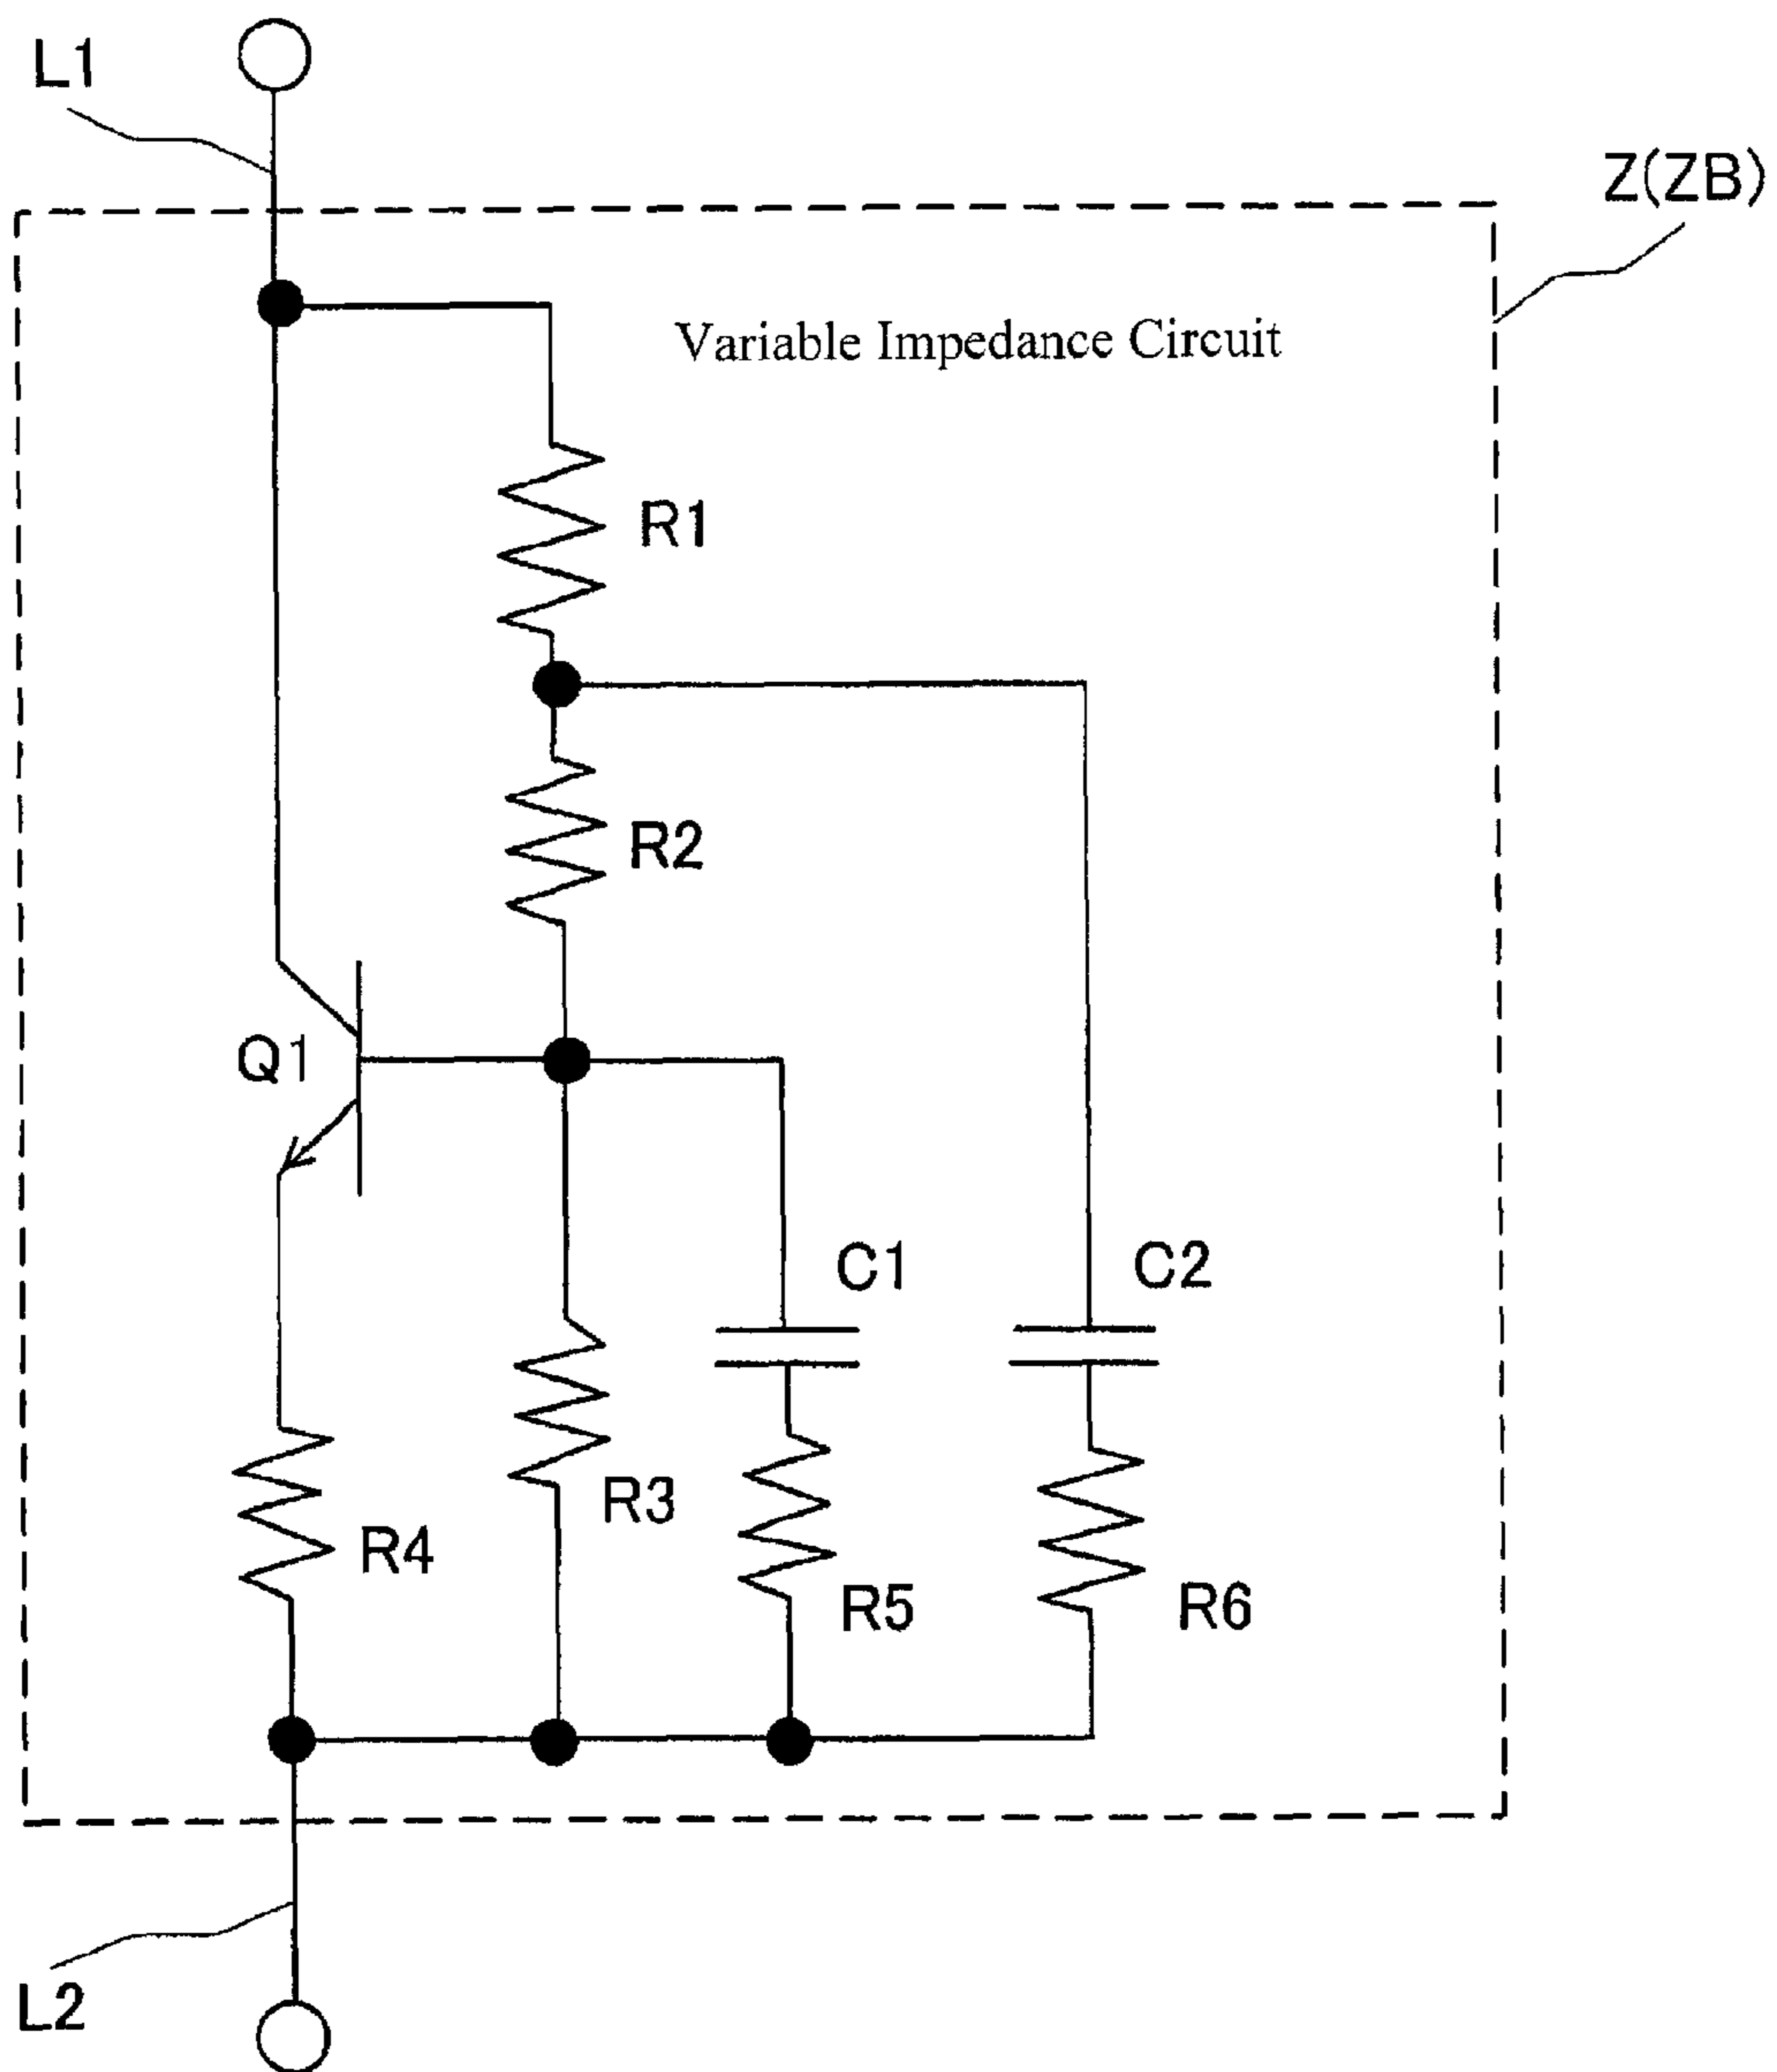 L1
Z(ZB)
Variable Impedance Circuit
R1
R2
Q1
C1
C2
R3
R4
R5
R6
L2